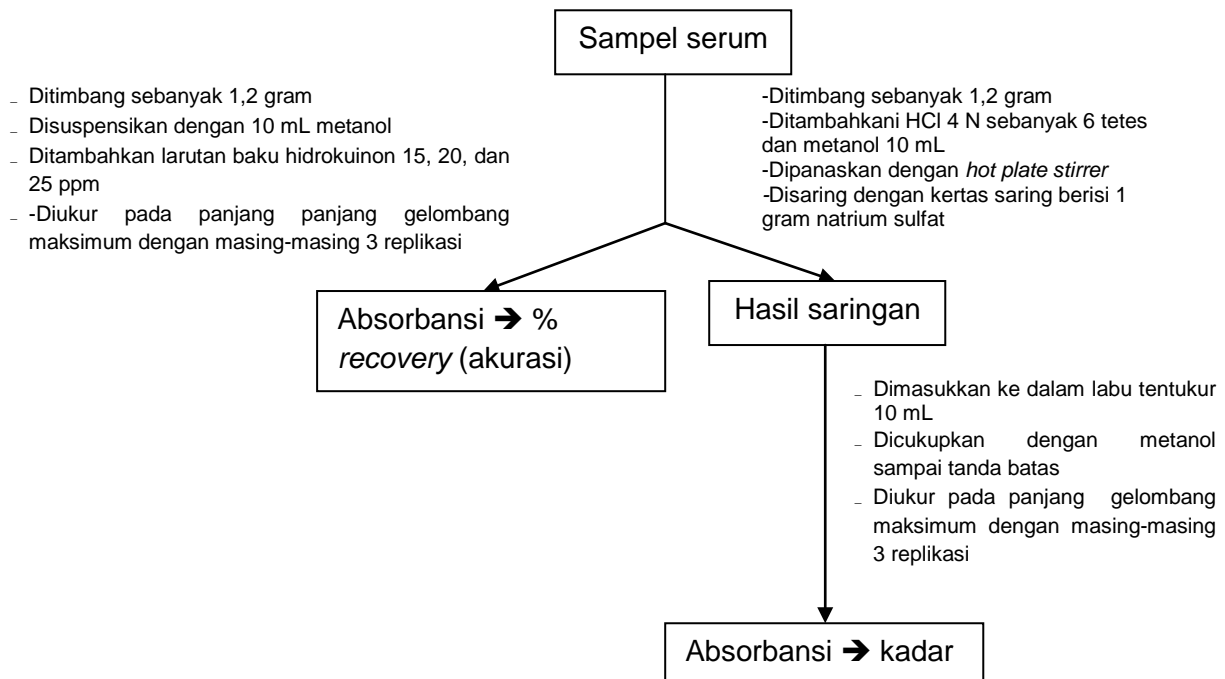 Sampel serum
_ Ditimbang sebanyak 1,2 gram
_ Disuspensikan dengan 10 mL metanol
_ Ditambahkan larutan baku hidrokuinon 15, 20, dan
25 ppm
_ -Diukur pada panjang panjang gelombang
maksimum dengan masing-masing 3 replikasi
-Ditimbang sebanyak 1,2 gram
-Ditambahkani HCl 4 N sebanyak 6 tetes
dan metanol 10 mL
-Dipanaskan dengan hot plate stirrer
-Disaring dengan kertas saring berisi 1
gram natrium sulfat
Absorbansi ➔ %
recovery (akurasi)
Hasil saringan
_ Dimasukkan ke dalam labu tentukur
10 mL
_ Dicukupkan dengan metanol
sampai tanda batas
_ Diukur pada panjang gelombang
maksimum dengan masing-masing
3 replikasi
Absorbansi ➔ kadar